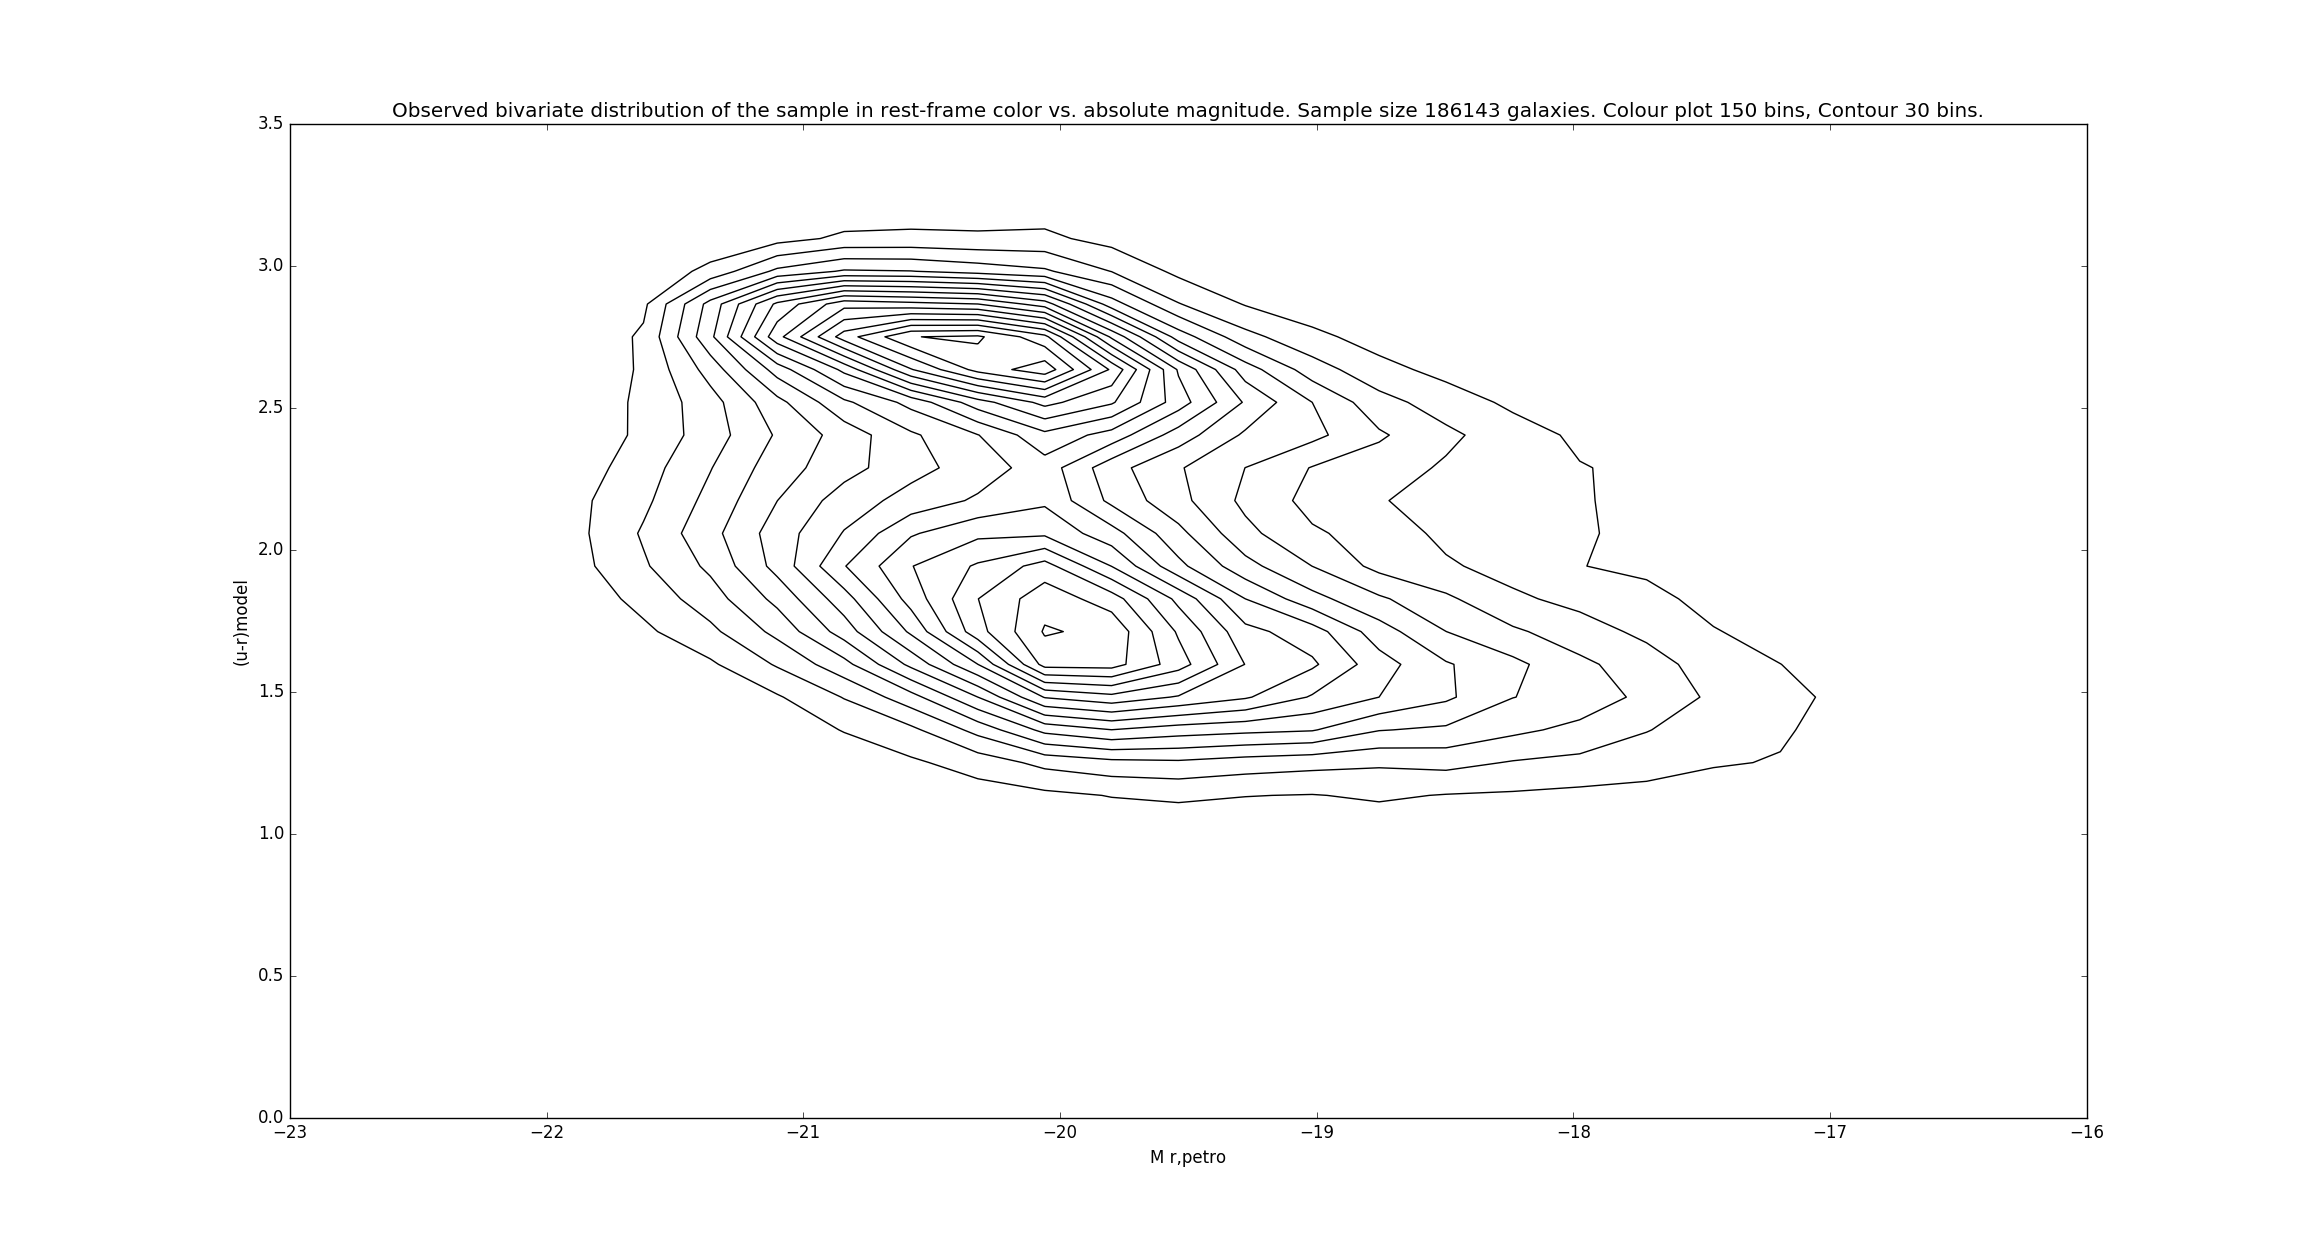 Observed bivariate distribution of the sample in rest-frame color vs. absolute magnitude. Sample size 186143 galaxies. Colour plot 150 bins, Contour 30 bins.
3.5
3.0
2.5
2.0
1.5
1.0
0.5
0.0
(u-r)model
−23 −22 −21 −20 −19 −18 −17 −16
M r,petro